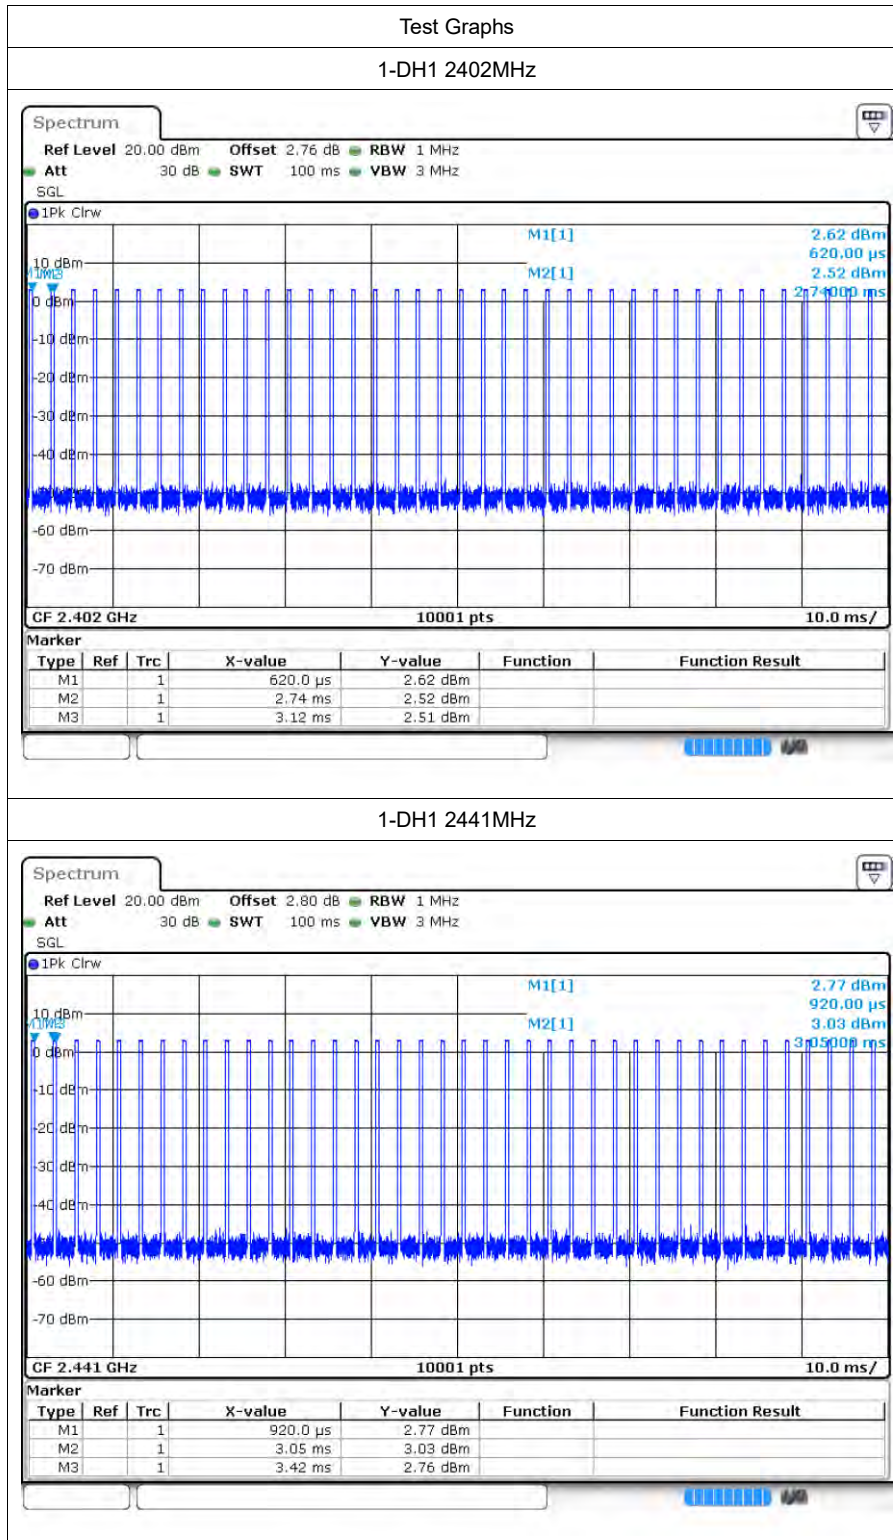 Test Graphs
1-DH1 2402MHz
Spectrum
Ref Level 20.00 dBm Offset 2.76 dB RBW 1 MHz
Att 30 dB SWT 100 ms VBW 3 MHz
SGL
1Pk Clrw
M1[1] 2.62 dBm
620.00 µs
10 dBm
M2[1] 2.52 dBm
2.74000 ms
0 dBm
-10 dBm
-20 dBm
-30 dBm
-40 dBm
-60 dBm
-70 dBm
CF 2.402 GHz 10001 pts 10.0 ms/
Marker
Type Ref Trc X-value Y-value Function Function Result
M1 1 620.0 µs 2.62 dBm
M2 1 2.74 ms 2.52 dBm
M3 1 3.12 ms 2.51 dBm
1-DH1 2441MHz
Spectrum
Ref Level 20.00 dBm Offset 2.80 dB RBW 1 MHz
Att 30 dB SWT 100 ms VBW 3 MHz
SGL
1Pk Clrw
M1[1] 2.77 dBm
920.00 µs
10 dBm
M2[1] 3.03 dBm
3.05000 ms
0 dBm
-10 dBm
-20 dBm
-30 dBm
-40 dBm
-60 dBm
-70 dBm
CF 2.441 GHz 10001 pts 10.0 ms/
Marker
Type Ref Trc X-value Y-value Function Function Result
M1 1 920.0 µs 2.77 dBm
M2 1 3.05 ms 3.03 dBm
M3 1 3.42 ms 2.76 dBm